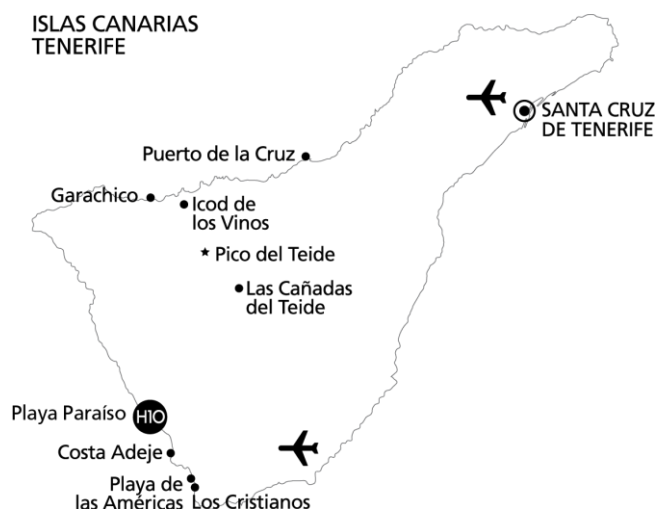 ISLAS CANARIAS
TENERIFE
SANTA CRUZ
DE TENERIFE
Puerto de la Cruz
Garachico
Icod de
los Vinos
Pico del Teide
Las Cañadas
del Teide
Playa Paraíso
H10
Costa Adeje
Playa de
las Américas
Los Cristianos